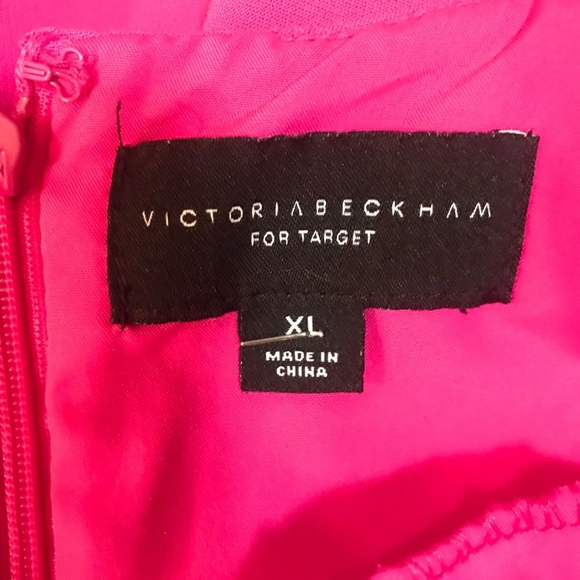 VICTORIABECKHAM
FOR TARGET
XL
MADE IN
CHINA